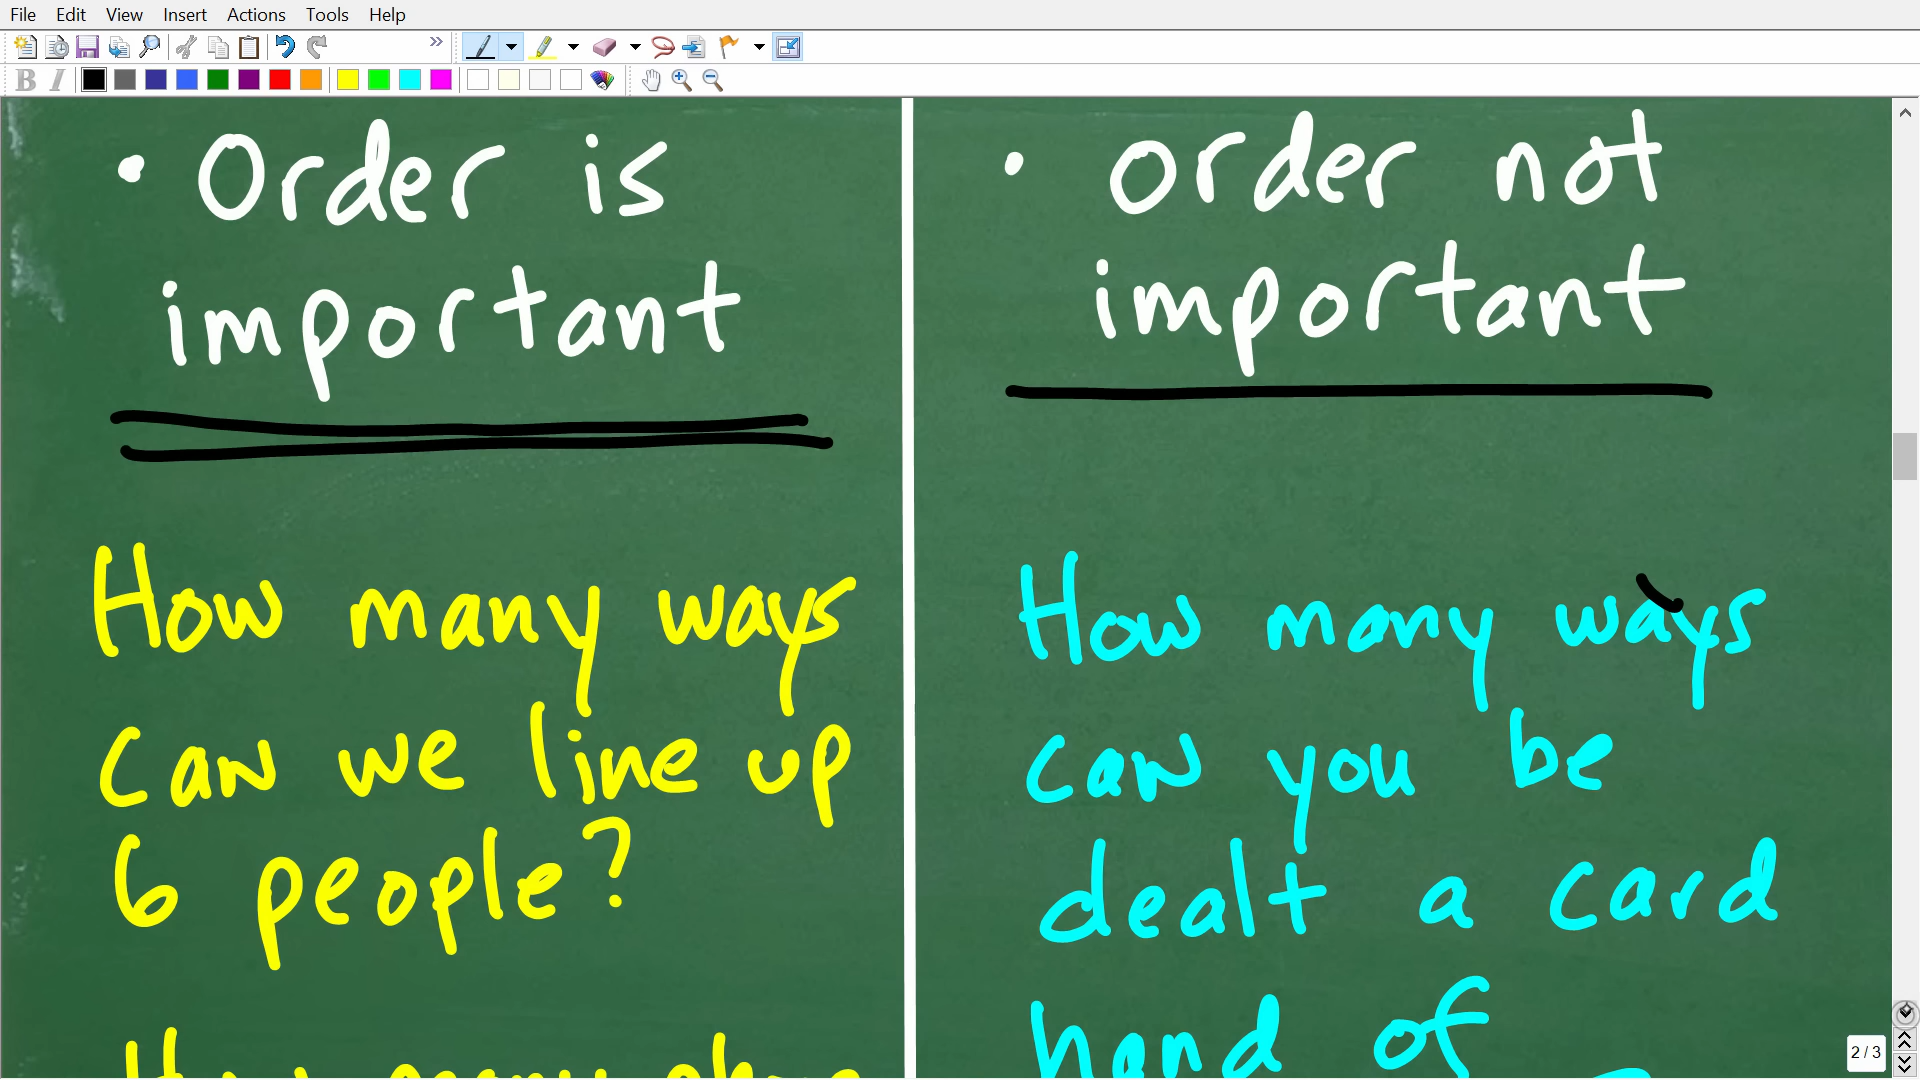 File Edit View Insert Actions Tools Help
B I
• Order is
important
How many ways
can we line up
6 people?
• order not
important
How many ways
can you be
dealt a card
hand of
2 / 3